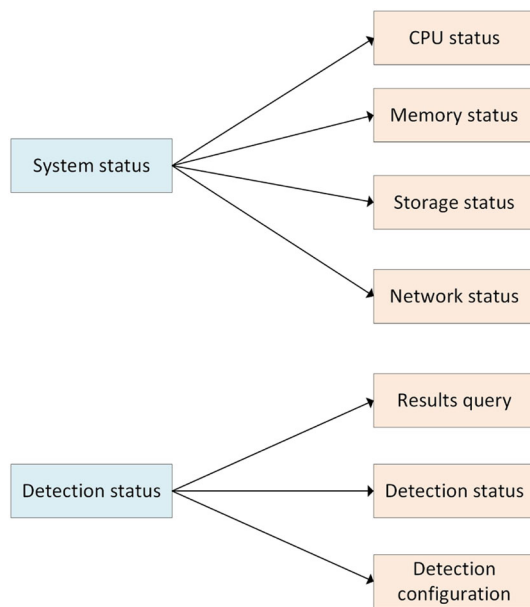 CPU status
Memory status
System status
Storage status
Network status
Results query
Detection status
Detection status
Detection
configuration